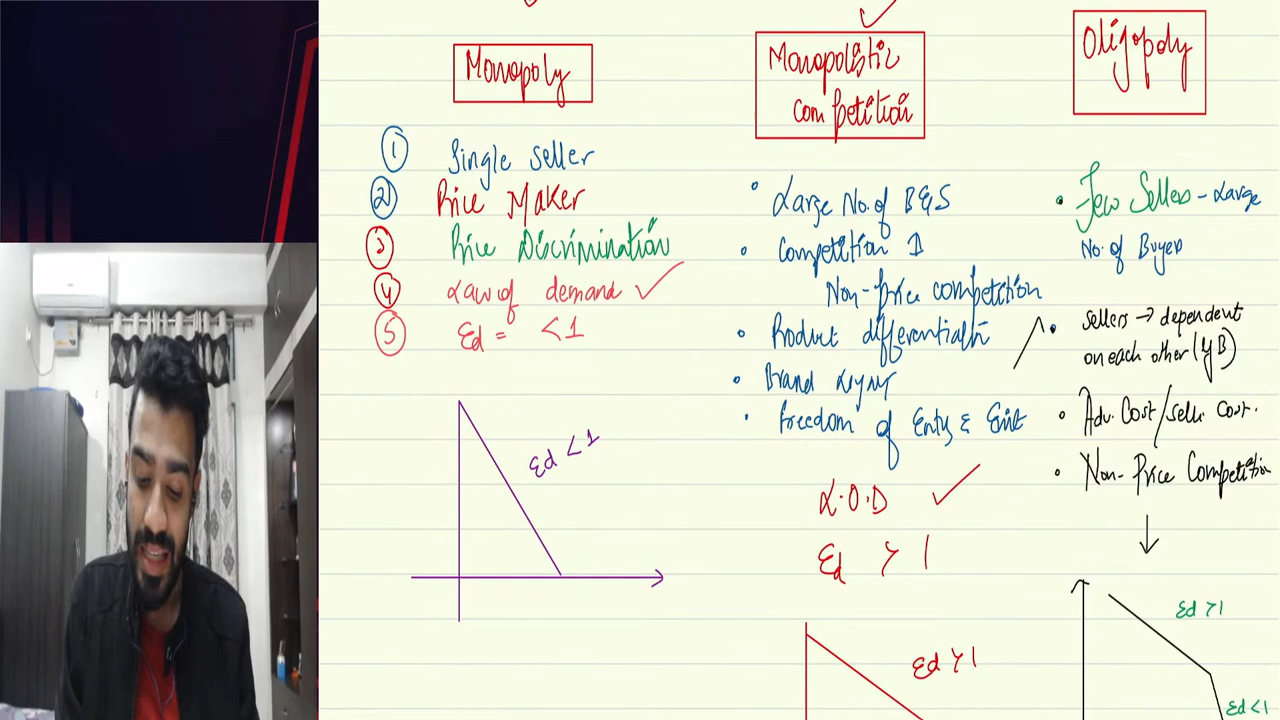 Monopoly
① Single seller
② Price Maker
③ Price Discrimination
④ Law of demand ✓
⑤ Ed = <1
Ed < 1
Monopolistic
competition
• Large No. of B&S
• Competition ↑
Non-price competition
• Product differentiatn
• Brand
• freedom of Entry & Exit
L.O.D ✓
Ed > 1
Ed > 1
Oligopoly
• Few Sellers - Large
No. of Buyers
• Sellers → dependent
on each other
• Adv. Cost/selln Cost.
• Non-Price Competition
Ed > 1
Ed < 1